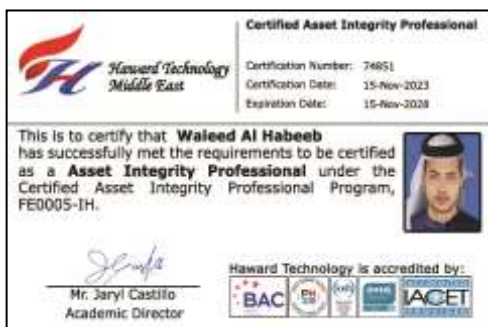 Haward Technology
Middle East
Certified Asset Integrity Professional
Certification Number: 74851
Certification Date: 15-Nov-2023
Expiration Date: 15-Nov-2028
This is to certify that Waleed Al Habeeb
has successfully met the requirements to be certified
as a Asset Integrity Professional under the
Certified Asset Integrity Professional Program,
FE0005-IH.
Mr. Jaryl Castillo
Academic Director
Haward Technology is accredited by:
BAC
IACET